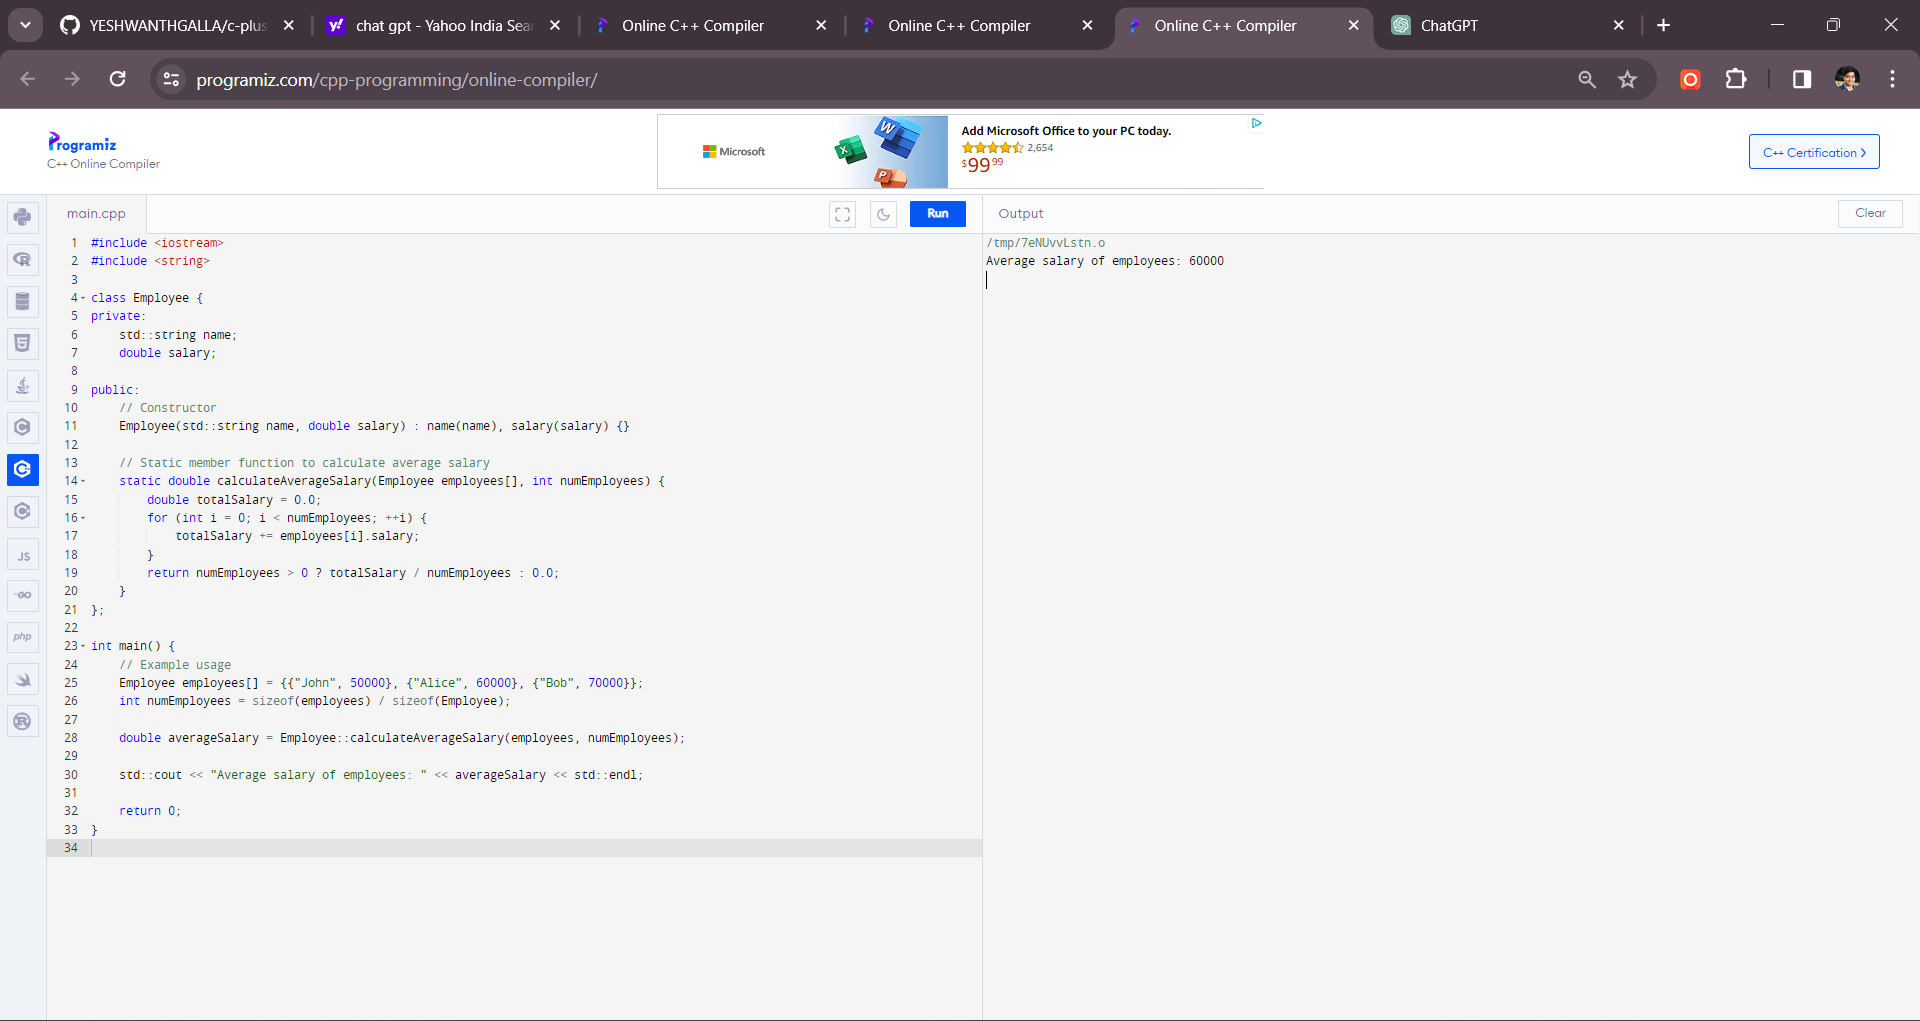 YESHWANTHGALLA/c-plus
chat gpt - Yahoo India Sea
Online C++ Compiler
Online C++ Compiler
Online C++ Compiler
ChatGPT
programiz.com/cpp-programming/online-compiler/
Programiz
C++ Online Compiler
Microsoft
Add Microsoft Office to your PC today.
2,654
$99⁹⁹
C++ Certification >
main.cpp
Run
Output
Clear
1 #include <iostream>
2 #include <string>
3
4 class Employee {
5 private:
6     std::string name;
7     double salary;
8
9 public:
10     // Constructor
11     Employee(std::string name, double salary) : name(name), salary(salary) {}
12
13     // Static member function to calculate average salary
14     static double calculateAverageSalary(Employee employees[], int numEmployees) {
15         double totalSalary = 0.0;
16         for (int i = 0; i < numEmployees; ++i) {
17             totalSalary += employees[i].salary;
18         }
19         return numEmployees > 0 ? totalSalary / numEmployees : 0.0;
20     }
21 };
22
23 int main() {
24     // Example usage
25     Employee employees[] = {{"John", 50000}, {"Alice", 60000}, {"Bob", 70000}};
26     int numEmployees = sizeof(employees) / sizeof(Employee);
27
28     double averageSalary = Employee::calculateAverageSalary(employees, numEmployees);
29
30     std::cout << "Average salary of employees: " << averageSalary << std::endl;
31
32     return 0;
33 }
34
/tmp/7eNUvvLstn.o
Average salary of employees: 60000
JS
GO
php